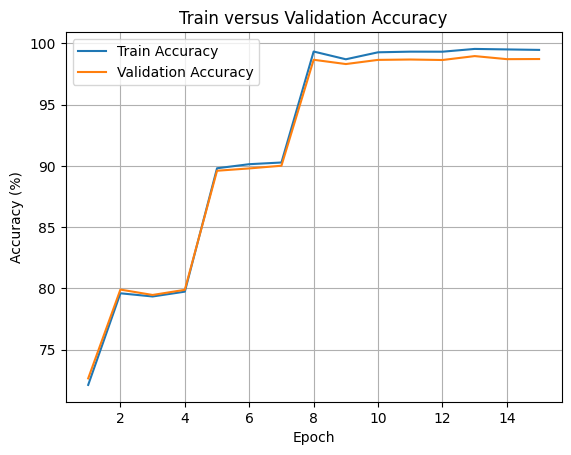 Train versus Validation Accuracy
Train Accuracy
Validation Accuracy
100
95
90
85
80
75
Accuracy (%)
2 4 6 8 10 12 14
Epoch